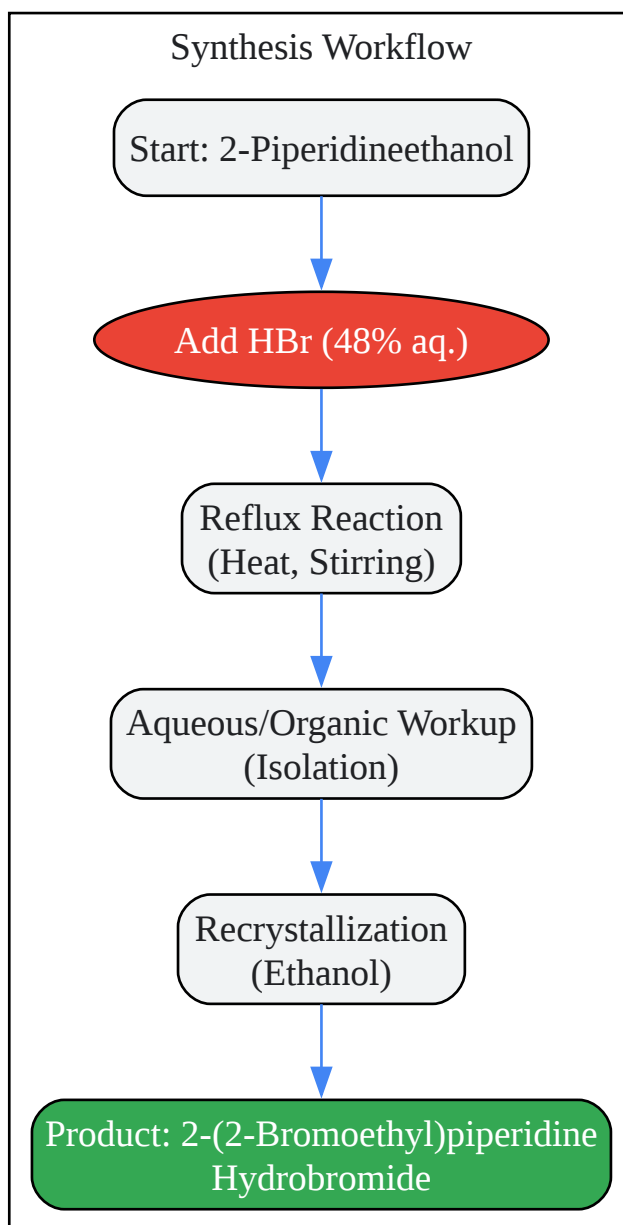 Synthesis Workflow
Start: 2-Piperidineethanol
Add HBr (48% aq.)
Reflux Reaction
(Heat, Stirring)
Aqueous/Organic Workup
(Isolation)
Recrystallization
(Ethanol)
Product: 2-(2-Bromoethyl)piperidine
Hydrobromide